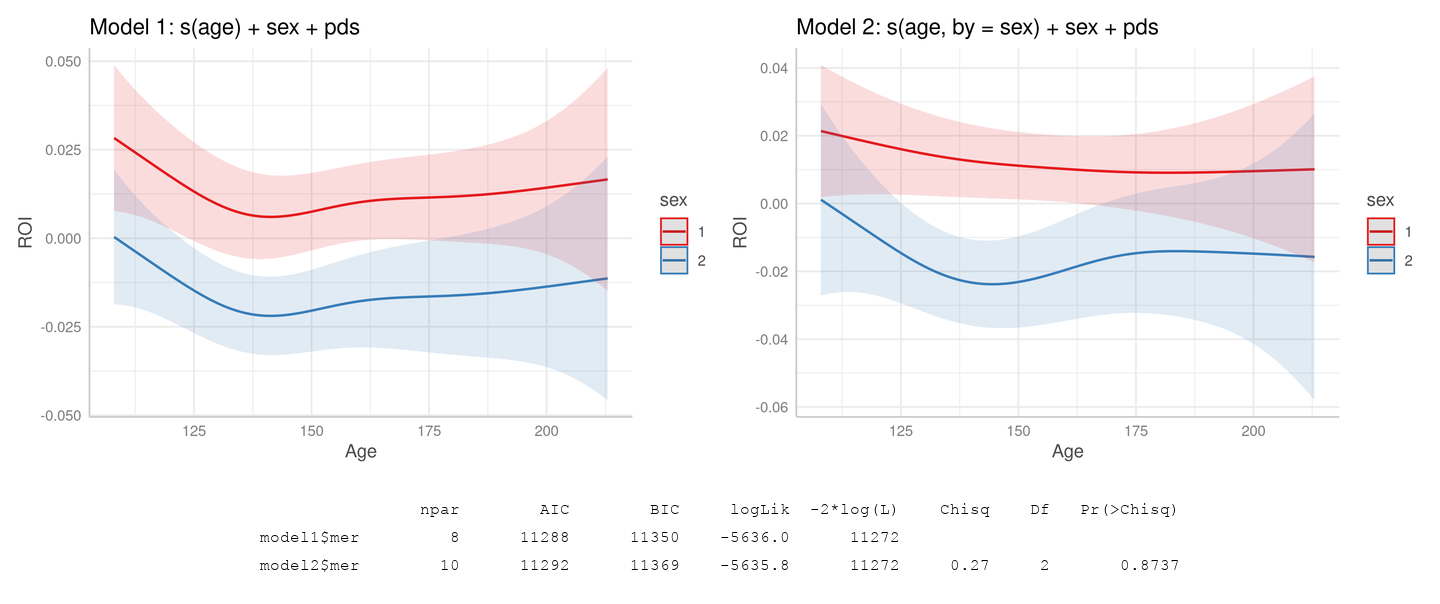 Model 1: s(age) + sex + pds
0.050
0.025
0.000
-0.025
-0.050
ROI
125 150 175 200
Age
sex
1
2
Model 2: s(age, by = sex) + sex + pds
0.04
0.02
0.00
-0.02
-0.04
-0.06
ROI
125 150 175 200
Age
sex
1
2
npar AIC BIC logLik -2*log(L) Chisq Df Pr(>Chisq)
model1$mer 8 11288 11350 -5636.0 11272
model2$mer 10 11292 11369 -5635.8 11272 0.27 2 0.8737